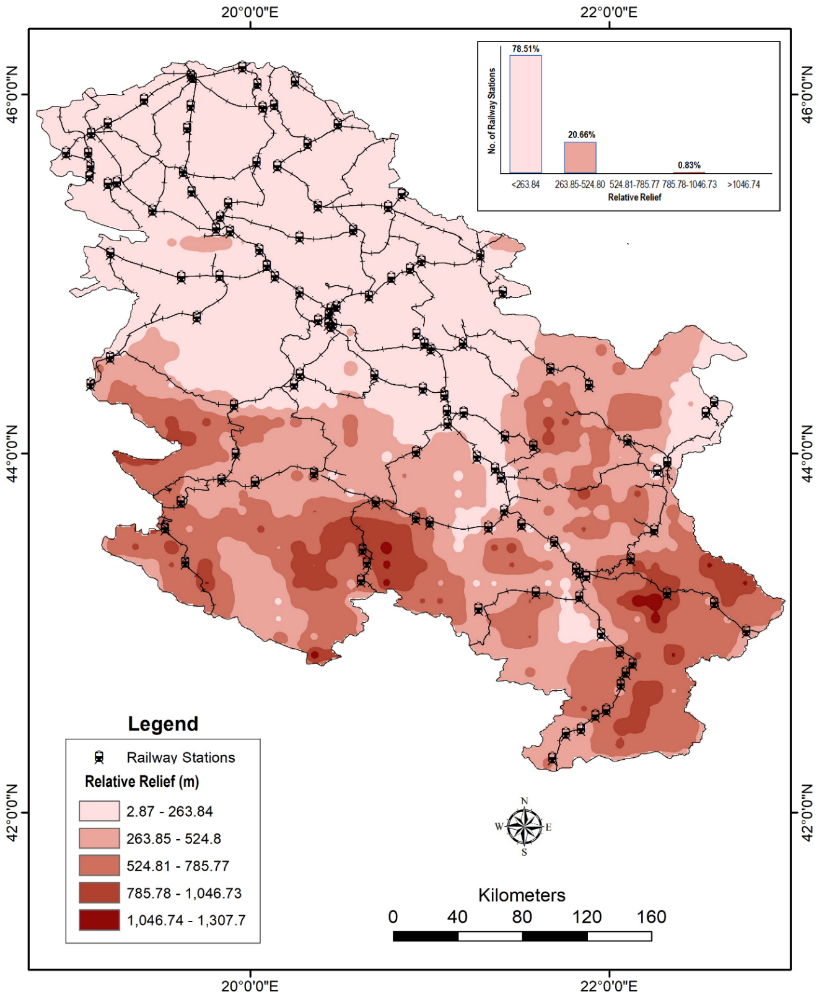 20°0'0"E 22°0'0"E
46°0'0"N 46°0'0"N
78.51%
20.66%
0.83%
No. of Railway Stations
<263.84 263.85-524.80 524.81-785.77 785.78-1046.73 >1046.74
Relative Relief
44°0'0"N 44°0'0"N
Legend
Railway Stations
Relative Relief (m)
2.87 - 263.84
263.85 - 524.8
524.81 - 785.77
785.78 - 1,046.73
1,046.74 - 1,307.7
N
W E
S
42°0'0"N 42°0'0"N
Kilometers
0 40 80 120 160
20°0'0"E 22°0'0"E